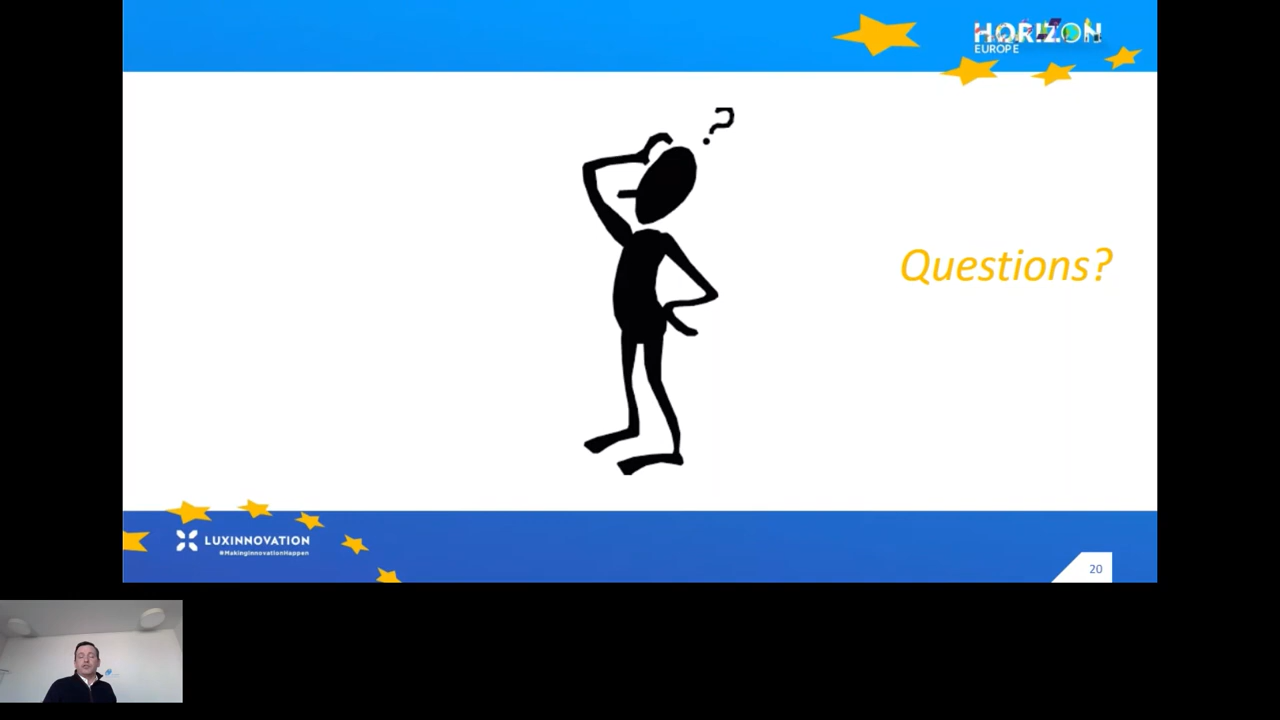 HORIZON
EUROPE
?
Questions?
LUXINNOVATION
#MakingInnovationHappen
20